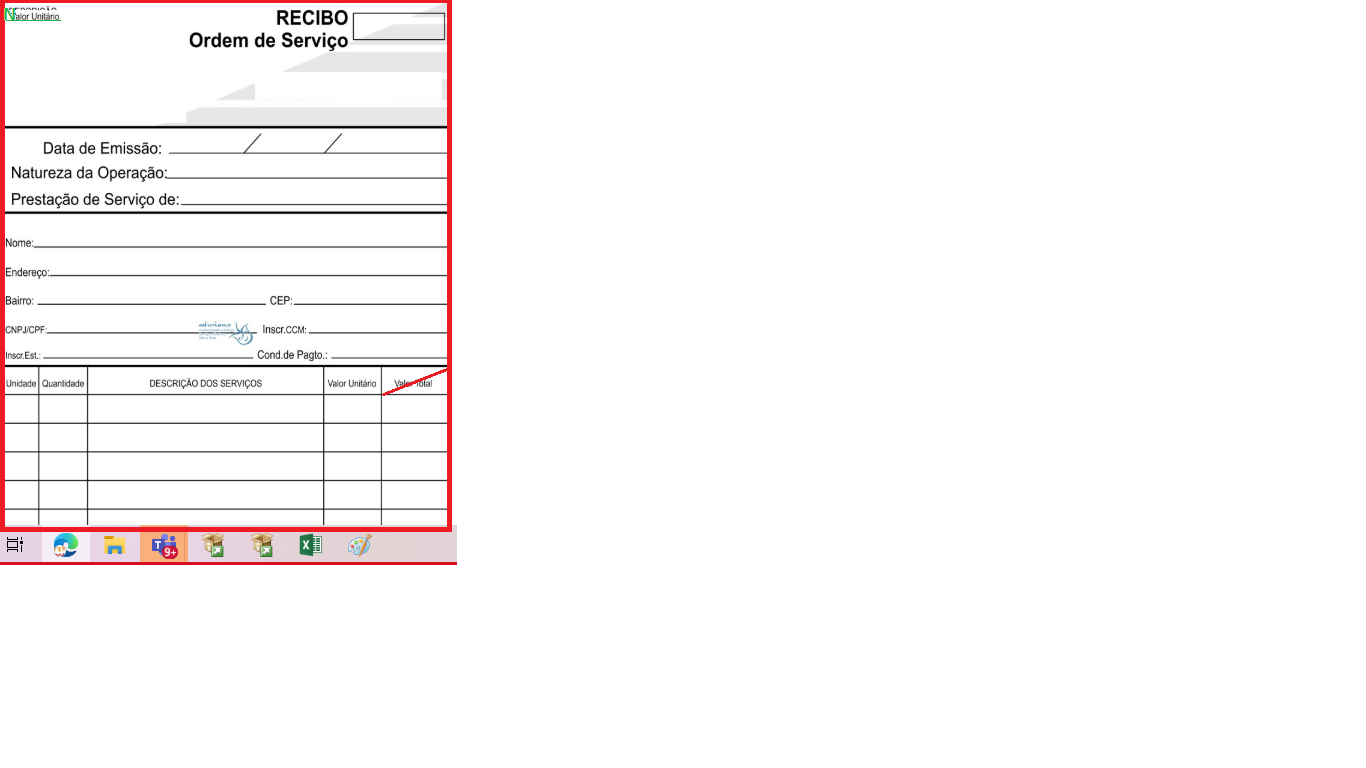 Valor Unitário
RECIBO
Ordem de Serviço
Data de Emissão:
Natureza da Operação:
Prestação de Serviço de:
Nome:
Endereço:
Bairro: CEP:
CNPJ/CPF: Inscr.CCM:
Inscr.Est.: Cond.de Pagto.:
Unidade Quantidade DESCRIÇÃO DOS SERVIÇOS Valor Unitário Valor Total
9+